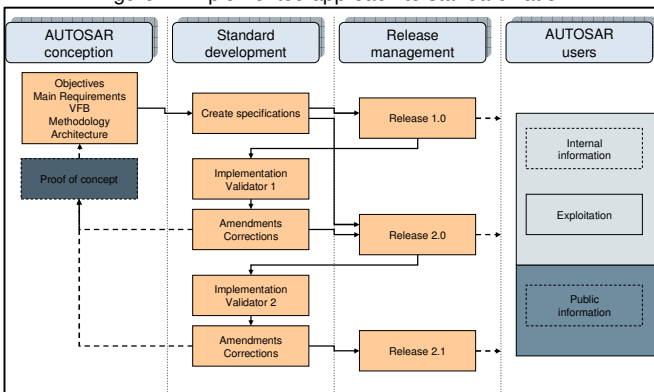 AUTOSAR
conception
Standard
development
Release
management
AUTOSAR
users
Objectives
Main Requirements
VFB
Methodology
Architecture
Create specifications
Release 1.0
Internal
information
Proof of concept
Implementation
Validator 1
Exploitation
Amendments
Corrections
Release 2.0
Implementation
Validator 2
Public
information
Amendments
Corrections
Release 2.1